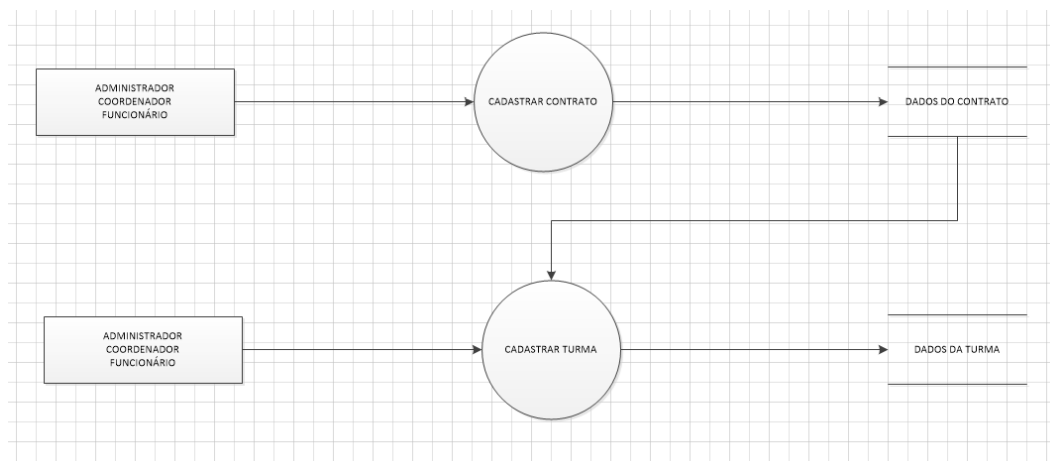 ADMINISTRADOR
COORDENADOR
FUNCIONÁRIO
CADASTRAR CONTRATO
DADOS DO CONTRATO
ADMINISTRADOR
COORDENADOR
FUNCIONÁRIO
CADASTRAR TURMA
DADOS DA TURMA